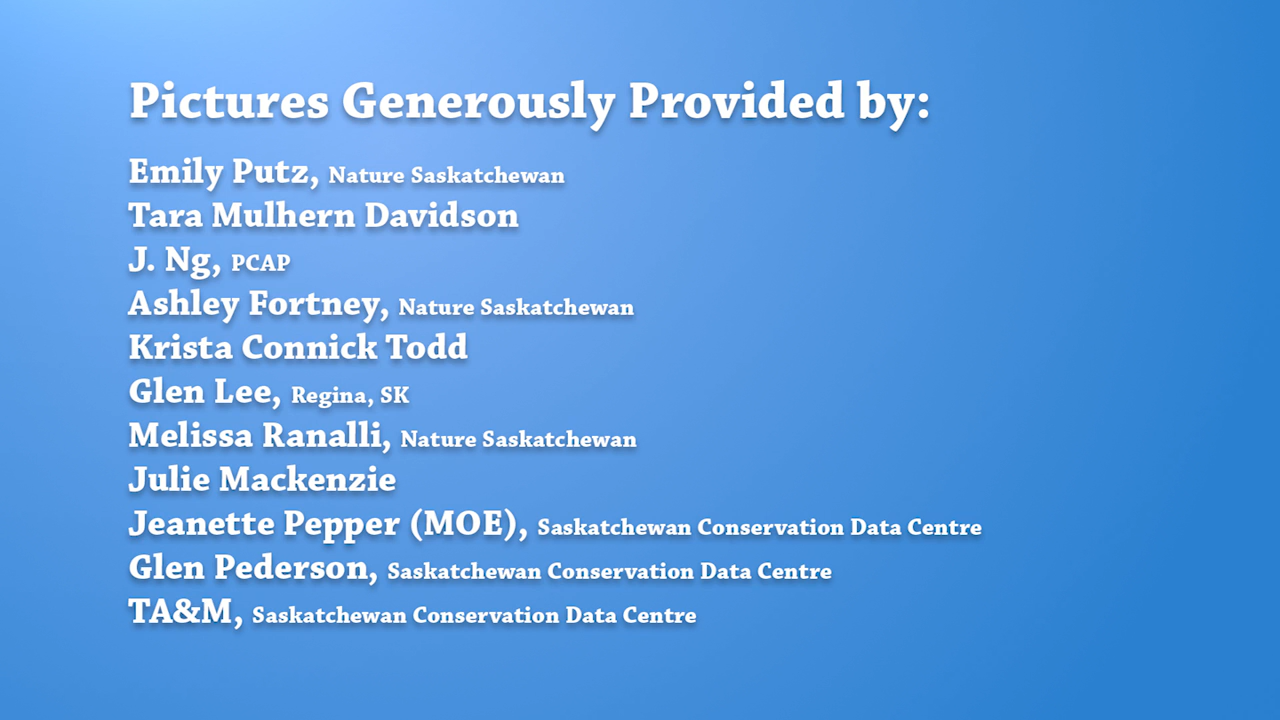 Pictures Generously Provided by:
Emily Putz, Nature Saskatchewan
Tara Mulhern Davidson
J. Ng, PCAP
Ashley Fortney, Nature Saskatchewan
Krista Connick Todd
Glen Lee, Regina, SK
Melissa Ranalli, Nature Saskatchewan
Julie Mackenzie
Jeanette Pepper (MOE), Saskatchewan Conservation Data Centre
Glen Pederson, Saskatchewan Conservation Data Centre
TA&M, Saskatchewan Conservation Data Centre